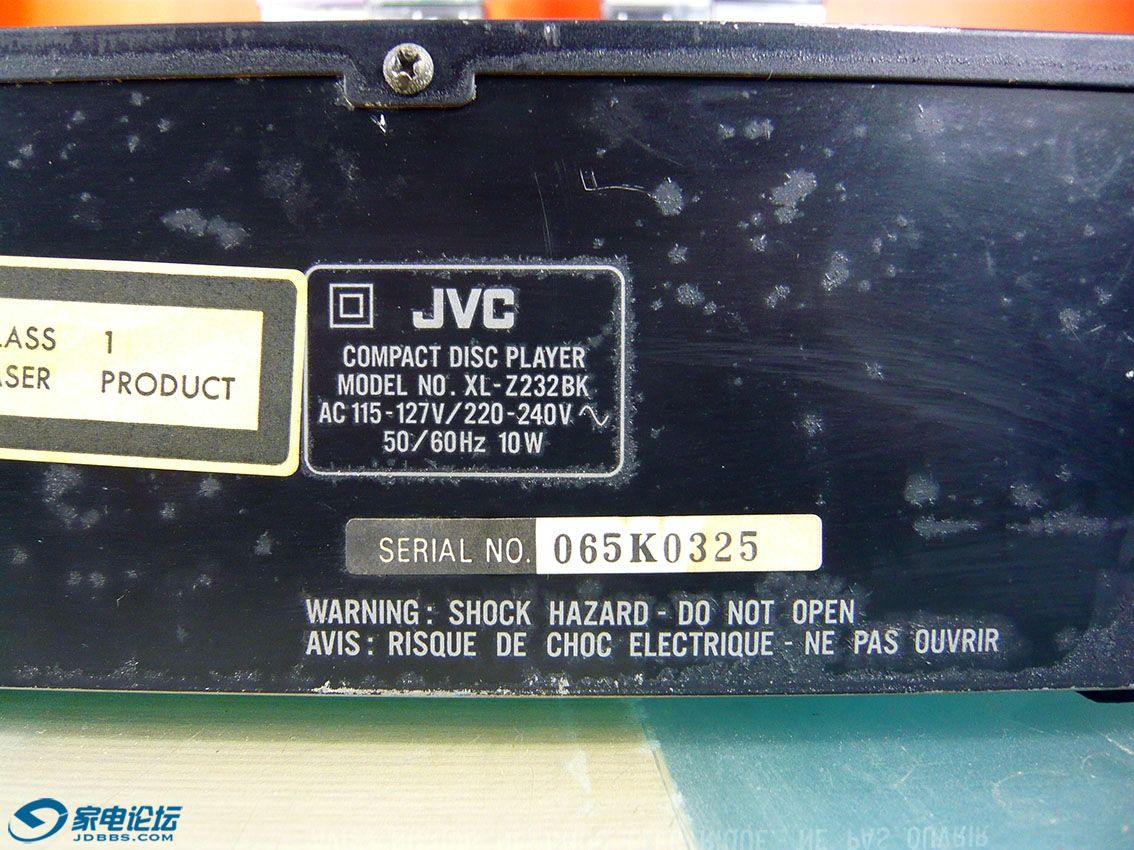 LASS 1
ASER PRODUCT
JVC
COMPACT DISC PLAYER
MODEL NO. XL-Z232BK
AC 115-127V/220-240V ~
50/60Hz 10W
SERIAL NO. 065K0325
WARNING: SHOCK HAZARD - DO NOT OPEN
AVIS: RISQUE DE CHOC ELECTRIQUE - NE PAS OUVRIR
家电论坛
JDBBS.COM